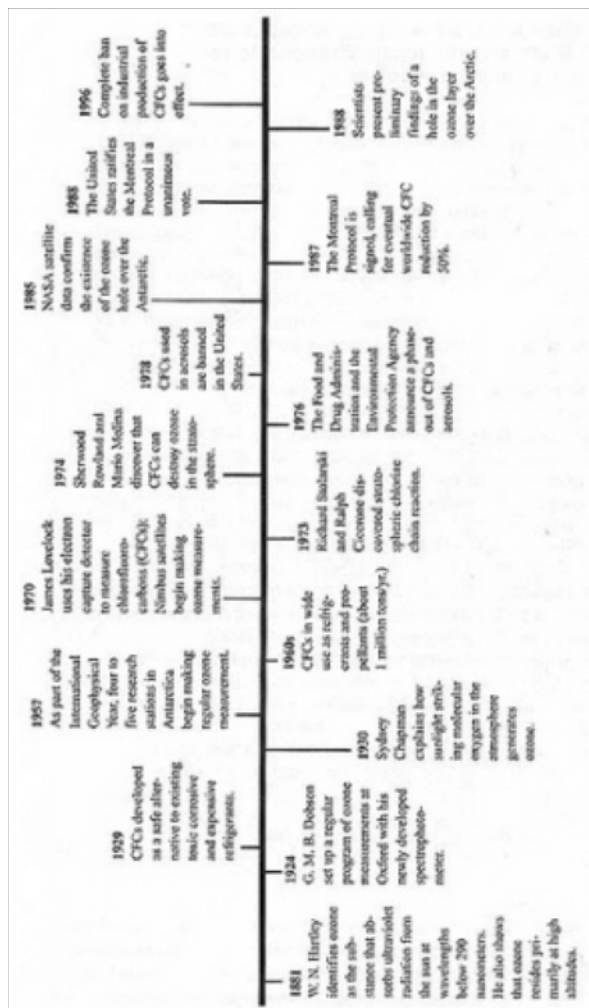 1881
W. N. Hartley
identifies ozone
as the sub-
stance that ab-
sorbs ultraviolet
radiation from
the sun at
wavelengths
below 290
nanometers.
He also shows
that ozone
resides pri-
marily at high
altitudes.
1924
G. M. B. Dobson
set up a regular
program of ozone
measurements at
Oxford with his
newly developed
spectrophoto-
meter.
1929
CFCs developed
as a safe alter-
native to existing
toxic corrosive
and expensive
refrigerants.
1930
Sydney
Chapman
explains how
sunlight strik-
ing molecular
oxygen in the
atmosphere
generates
ozone.
1957
As part of the
International
Geophysical
Year, four to
five research
stations in
Antarctica
begin making
regular ozone
measurement.
1960s
CFCs in wide
use as refrig-
erants and pro-
pellants (about
1 million tons/yr.)
1970
James Lovelock
uses his electron
capture detector
to measure
chlorofluoro-
carbons (CFCs);
Nimbus satellites
begin making
ozone measure-
ments.
1973
Richard
and Ralph
Cicerone dis-
covered strato-
spheric chlorine
chain reaction.
1974
Sherwood
Rowland and
Mario Molina
discover that
CFCs can
destroy ozone
in the strato-
sphere.
1976
The Food and
Drug Adminis-
tration and the
Environmental
Protection Agency
announce a phase-
out of CFCs and
aerosols.
1978
CFCs used
in aerosols
are banned
in the United
States.
1985
NASA satellite
data confirm
the existence
of the ozone
hole over the
Antarctic.
1987
The Montreal
Protocol is
signed, calling
for eventual
worldwide CFC
reduction by
50%.
1988
The United
States ratifies
the Montreal
Protocol in a
unanimous
vote.
1988
Scientists
present pre-
liminary
findings of a
hole in the
ozone layer
over the Arctic.
1996
Complete ban
on industrial
production of
CFCs goes into
effect.